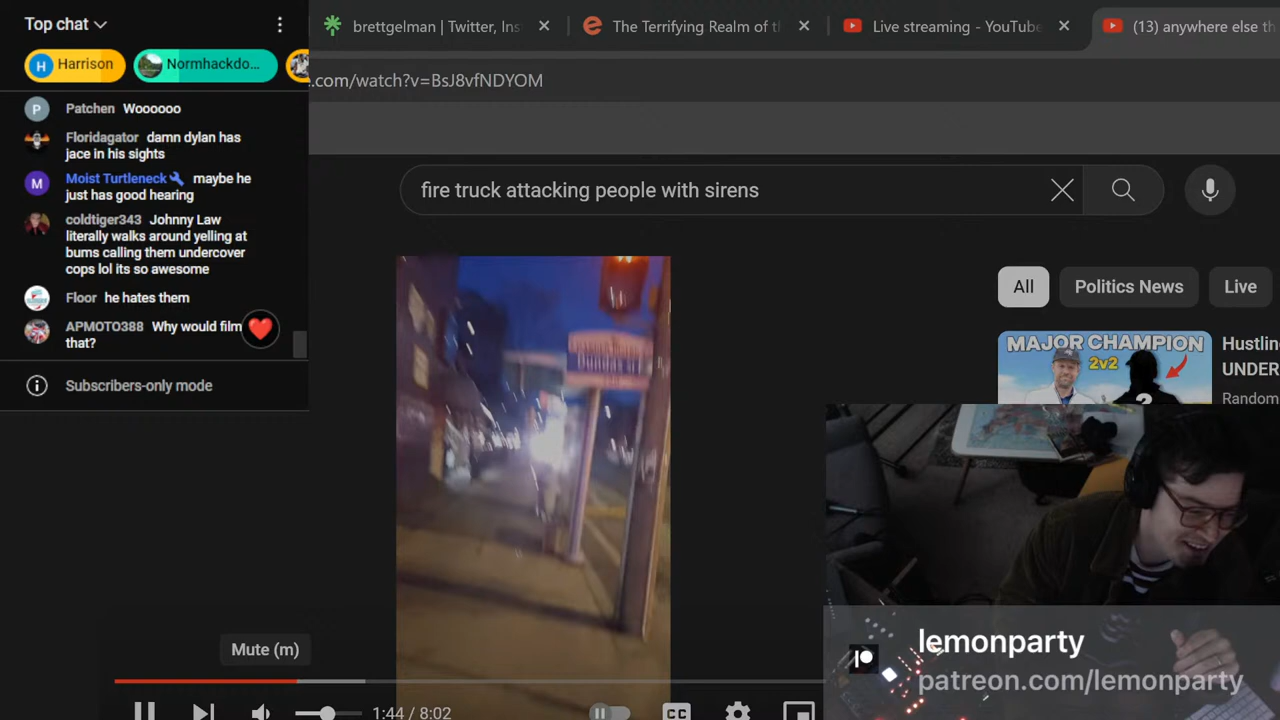 Top chat
Harrison
Normhackdo...
Patchen Woooooo
Floridagator damn dylan has
jace in his sights
Moist Turtleneck maybe he
just has good hearing
coldtiger343 Johnny Law
literally walks around yelling at
bums calling them undercover
cops lol its so awesome
Floor he hates them
APMOTO388 Why would film
that?
Subscribers-only mode
brettgelman | Twitter, Ins
The Terrifying Realm of t
Live streaming - YouTube
(13) anywhere else th
.com/watch?v=BsJ8vfNDYOM
fire truck attacking people with sirens
All
Politics News
Live
MAJOR CHAMPION
2v2
?
Hustlin
UNDER
Random
Mute (m)
1:44 / 8:02
CC
lemonparty
patreon.com/lemonparty